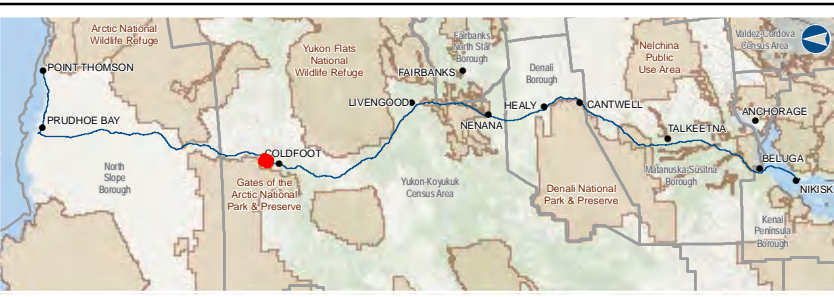 Arctic National
Wildlife Refuge
POINT THOMSON
PRUDHOE BAY
North
Slope
Borough
COLDFOOT
Gates of the
Arctic National
Park & Preserve
Yukon Flats
National
Wildlife Refuge
LIVENGOOD
Fairbanks
North Star
Borough
FAIRBANKS
NENANA
Yukon-Koyukuk
Census Area
Denali
Borough
HEALY
CANTWELL
Denali National
Park & Preserve
Nelchina
Public
Use Area
TALKEETNA
Matanuska-Susitna
Borough
Valdez-Cordova
Census Area
ANCHORAGE
BELUGA
NIKISKI
Kenai
Peninsula
Borough